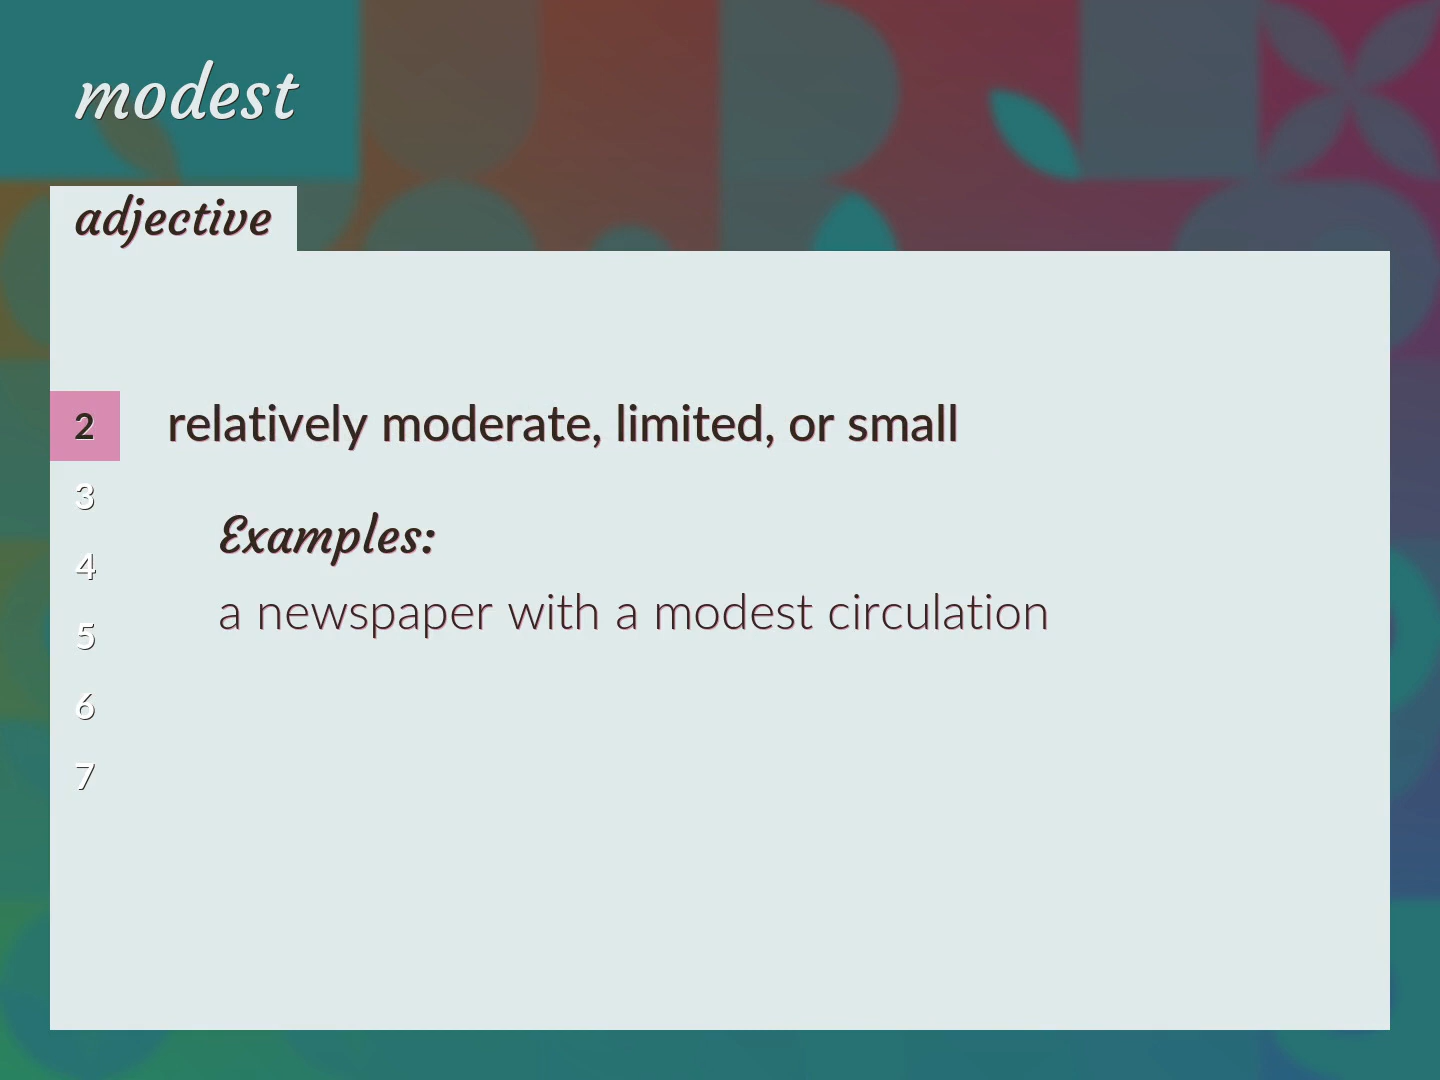 modest
adjective
2 relatively moderate, limited, or small
3
Examples:
4
a newspaper with a modest circulation
5
6
7